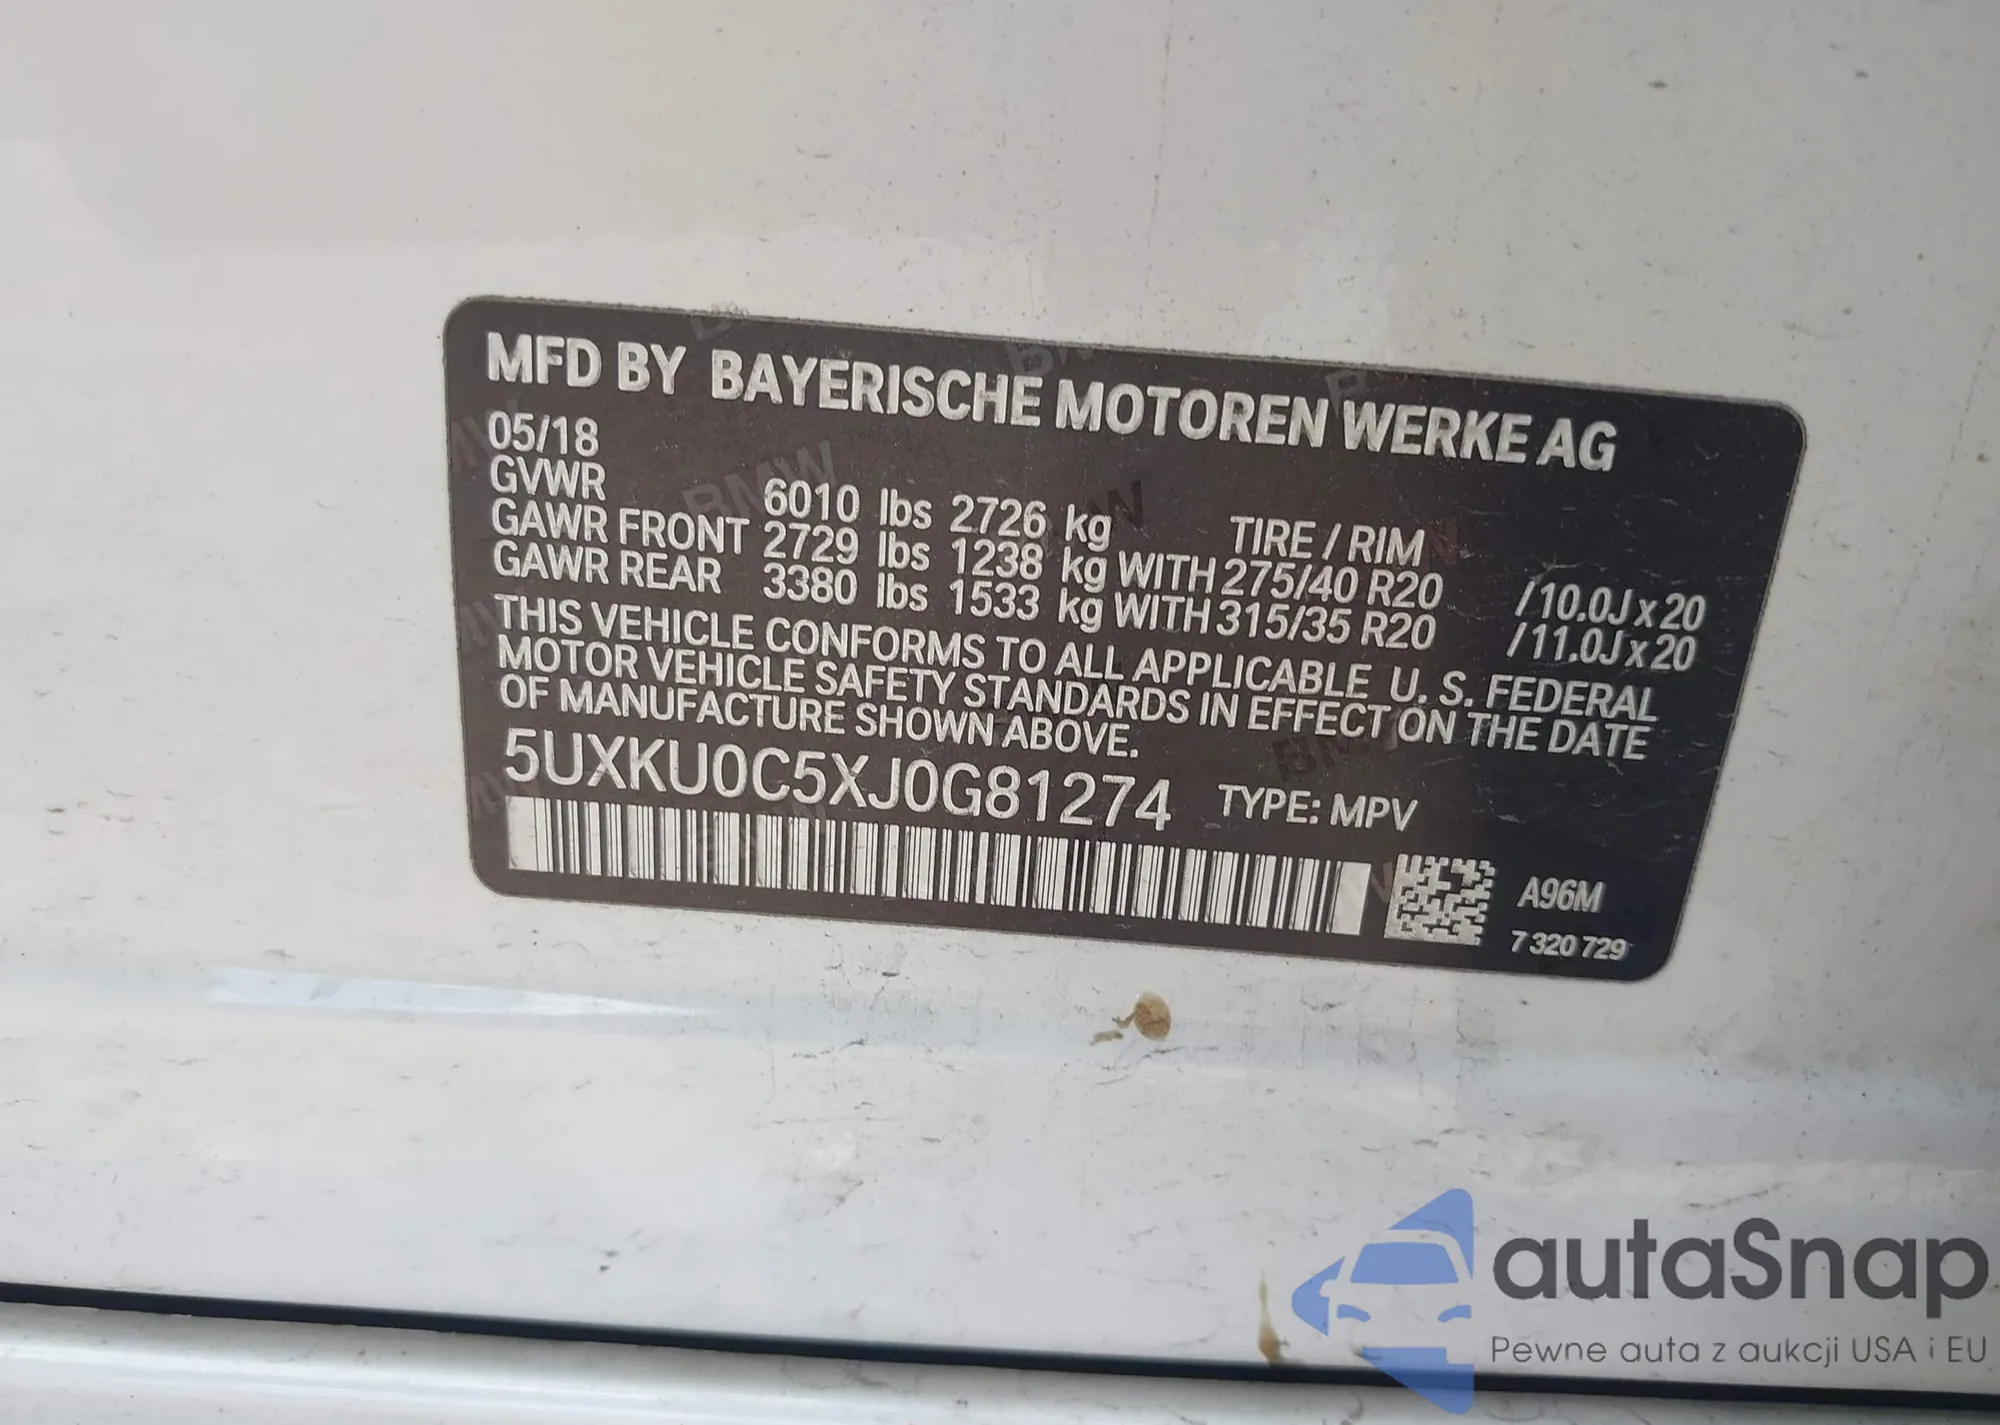 MFD BY BAYERISCHE MOTOREN WERKE AG
05/18
GVWR 6010 lbs 2726 kg TIRE / RIM
GAWR FRONT 2729 lbs 1238 kg WITH 275/40 R20 / 10.0J x 20
GAWR REAR 3380 lbs 1533 kg WITH 315/35 R20 / 11.0J x 20
THIS VEHICLE CONFORMS TO ALL APPLICABLE U. S. FEDERAL
MOTOR VEHICLE SAFETY STANDARDS IN EFFECT ON THE DATE
OF MANUFACTURE SHOWN ABOVE.
5UXKU0C5XJ0G81274 TYPE: MPV
A96M
7 320 729
autaSnap
Pewne auta z aukcji USA i EU